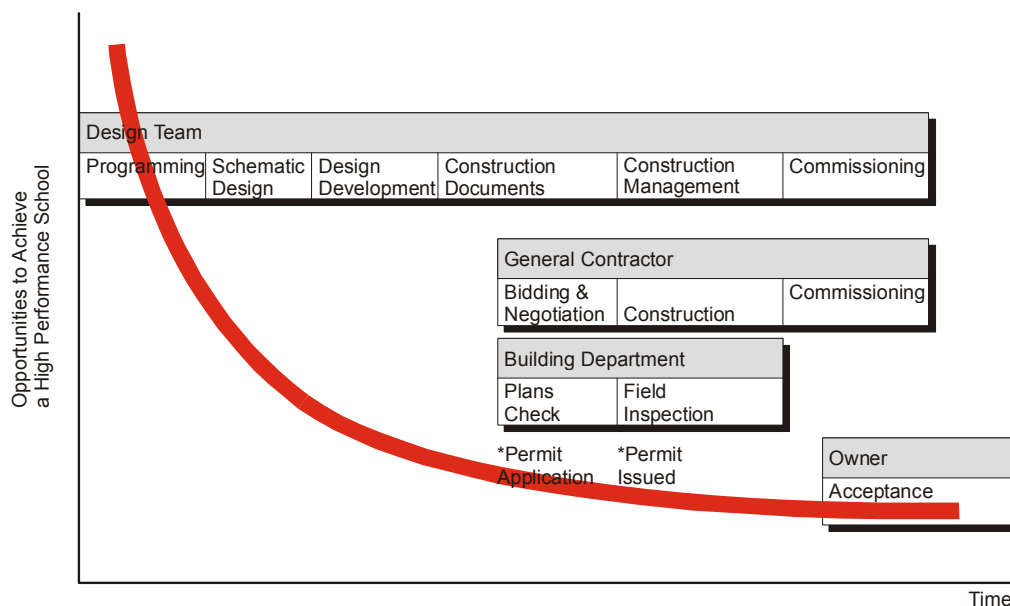 Opportunities to Achieve
a High Performance School
Design Team
Programming
Schematic
Design
Design
Development
Construction
Documents
Construction
Management
Commissioning
General Contractor
Bidding &
Negotiation
Construction
Commissioning
Building Department
Plans
Check
Field
Inspection
*Permit
Application
*Permit
Issued
Owner
Acceptance
Time